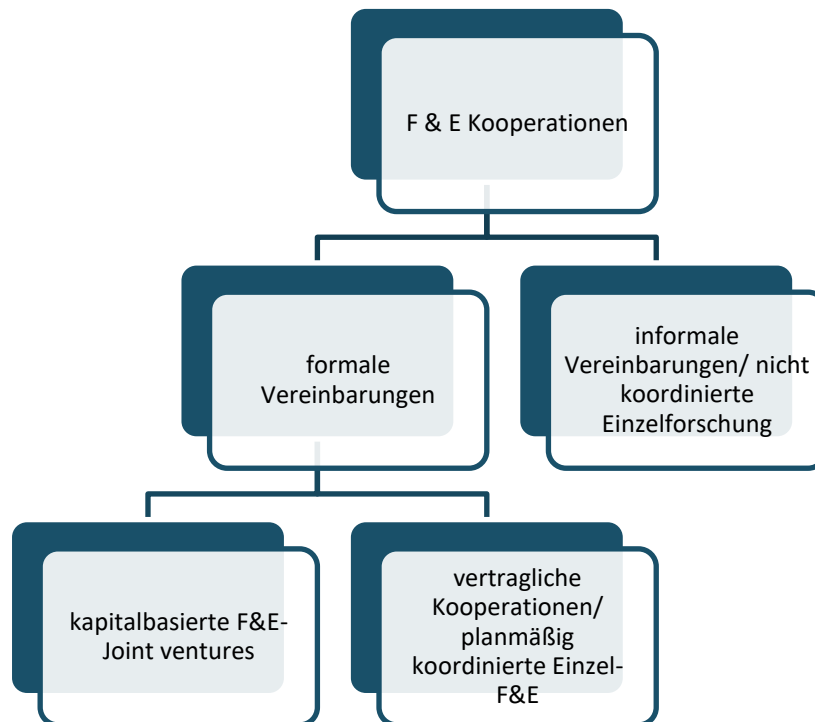 F & E Kooperationen
formale
Vereinbarungen
informale
Vereinbarungen/ nicht
koordinierte
Einzelforschung
kapitalbasierte F&E-
Joint ventures
vertragliche
Kooperationen/
planmäßig
koordinierte Einzel-
F&E